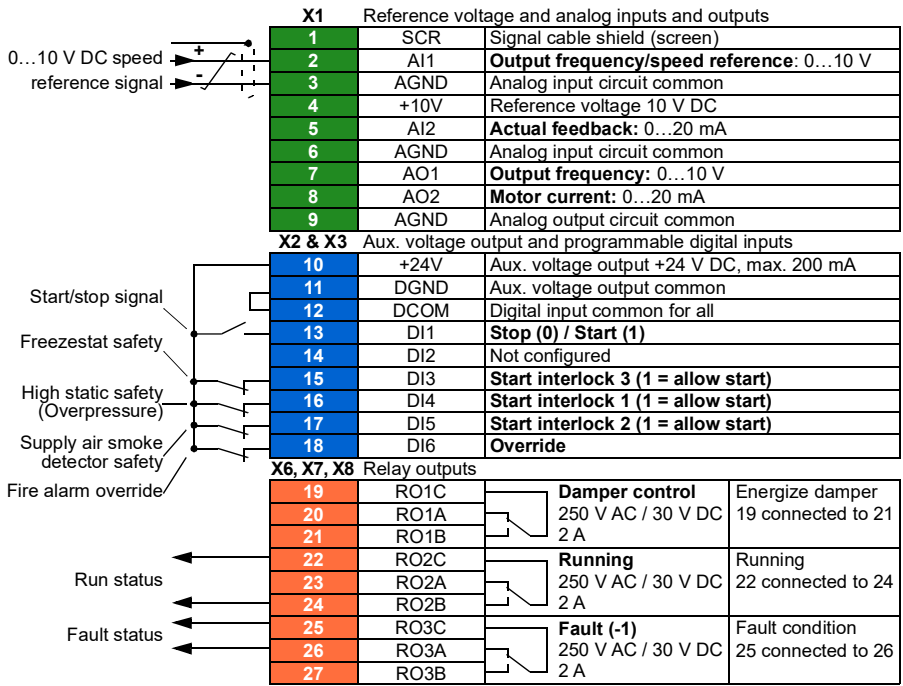 X1 Reference voltage and analog inputs and outputs
1 SCR Signal cable shield (screen)
0…10 V DC speed + 2 AI1 Output frequency/speed reference: 0…10 V
reference signal - 3 AGND Analog input circuit common
4 +10V Reference voltage 10 V DC
5 AI2 Actual feedback: 0…20 mA
6 AGND Analog input circuit common
7 AO1 Output frequency: 0…10 V
8 AO2 Motor current: 0…20 mA
9 AGND Analog output circuit common
X2 & X3 Aux. voltage output and programmable digital inputs
10 +24V Aux. voltage output +24 V DC, max. 200 mA
11 DGND Aux. voltage output common
Start/stop signal
12 DCOM Digital input common for all
13 DI1 Stop (0) / Start (1)
Freezestat safety
14 DI2 Not configured
15 DI3 Start interlock 3 (1 = allow start)
High static safety
(Overpressure)
16 DI4 Start interlock 1 (1 = allow start)
17 DI5 Start interlock 2 (1 = allow start)
Supply air smoke
detector safety
18 DI6 Override
X6, X7, X8 Relay outputs
Fire alarm override
19 RO1C Damper control Energize damper
20 RO1A 250 V AC / 30 V DC 19 connected to 21
21 RO1B 2 A
22 RO2C Running Running
Run status
23 RO2A 250 V AC / 30 V DC 22 connected to 24
24 RO2B 2 A
25 RO3C Fault (-1) Fault condition
Fault status
26 RO3A 250 V AC / 30 V DC 25 connected to 26
27 RO3B 2 A